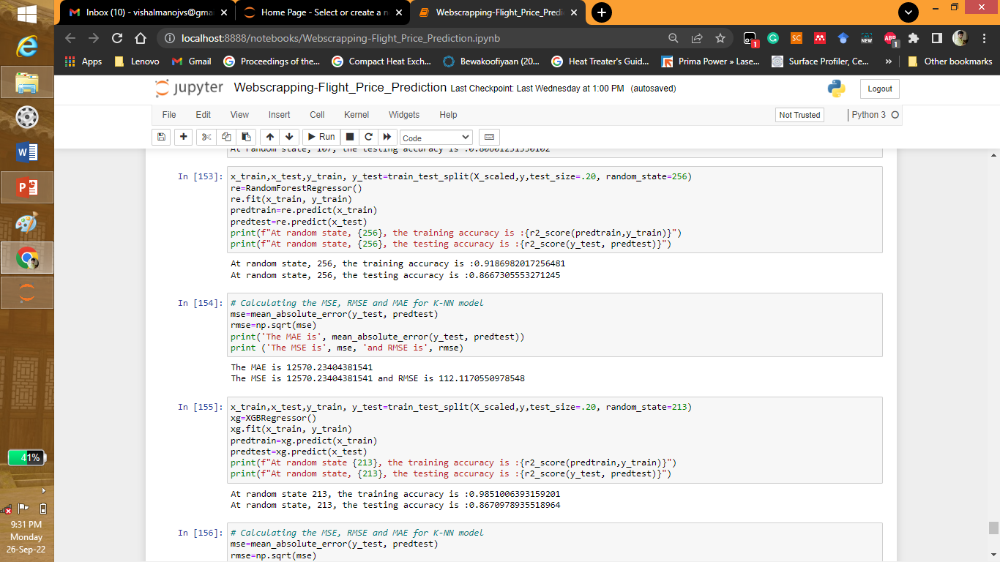 Inbox (10) - vishalmanojvs@gma
Home Page - Select or create a n
Webscrapping-Flight_Price_Predi
localhost:8888/notebooks/Webscrapping-Flight_Price_Prediction.ipynb
Apps Lenovo Gmail Proceedings of the... Compact Heat Exch... Bewakoofiyaan (20... Heat Treater's Guid... Prima Power » Lase... Surface Profiler, Ce... » Other bookmarks
jupyter Webscrapping-Flight_Price_Prediction Last Checkpoint: Last Wednesday at 1:00 PM (autosaved) Logout
File Edit View Insert Cell Kernel Widgets Help Not Trusted Python 3
Run Code
At random state, 107, the testing accuracy is
In [153]: x_train,x_test,y_train, y_test=train_test_split(X_scaled,y,test_size=.20, random_state=256)
re=RandomForestRegressor()
re.fit(x_train, y_train)
predtrain=re.predict(x_train)
predtest=re.predict(x_test)
print(f"At random state, {256}, the training accuracy is :{r2_score(predtrain,y_train)}")
print(f"At random state, {256}, the testing accuracy is :{r2_score(y_test, predtest)}")
At random state, 256, the training accuracy is :0.9186982017256481
At random state, 256, the testing accuracy is :0.8667305553271245
In [154]: # Calculating the MSE, RMSE and MAE for K-NN model
mse=mean_absolute_error(y_test, predtest)
rmse=np.sqrt(mse)
print('The MAE is', mean_absolute_error(y_test, predtest))
print ('The MSE is', mse, 'and RMSE is', rmse)
The MAE is 12570.23404381541
The MSE is 12570.23404381541 and RMSE is 112.1170550978548
In [155]: x_train,x_test,y_train, y_test=train_test_split(X_scaled,y,test_size=.20, random_state=213)
xg=XGBRegressor()
xg.fit(x_train, y_train)
predtrain=xg.predict(x_train)
predtest=xg.predict(x_test)
print(f"At random state {213}, the training accuracy is :{r2_score(predtrain,y_train)}")
print(f"At random state, {213}, the testing accuracy is :{r2_score(y_test, predtest)}")
At random state 213, the training accuracy is :0.9851006393159201
At random state, 213, the testing accuracy is :0.8670978935518964
In [156]: # Calculating the MSE, RMSE and MAE for K-NN model
mse=mean_absolute_error(y_test, predtest)
rmse=np.sqrt(mse)
41%
9:31 PM
Monday
26-Sep-22